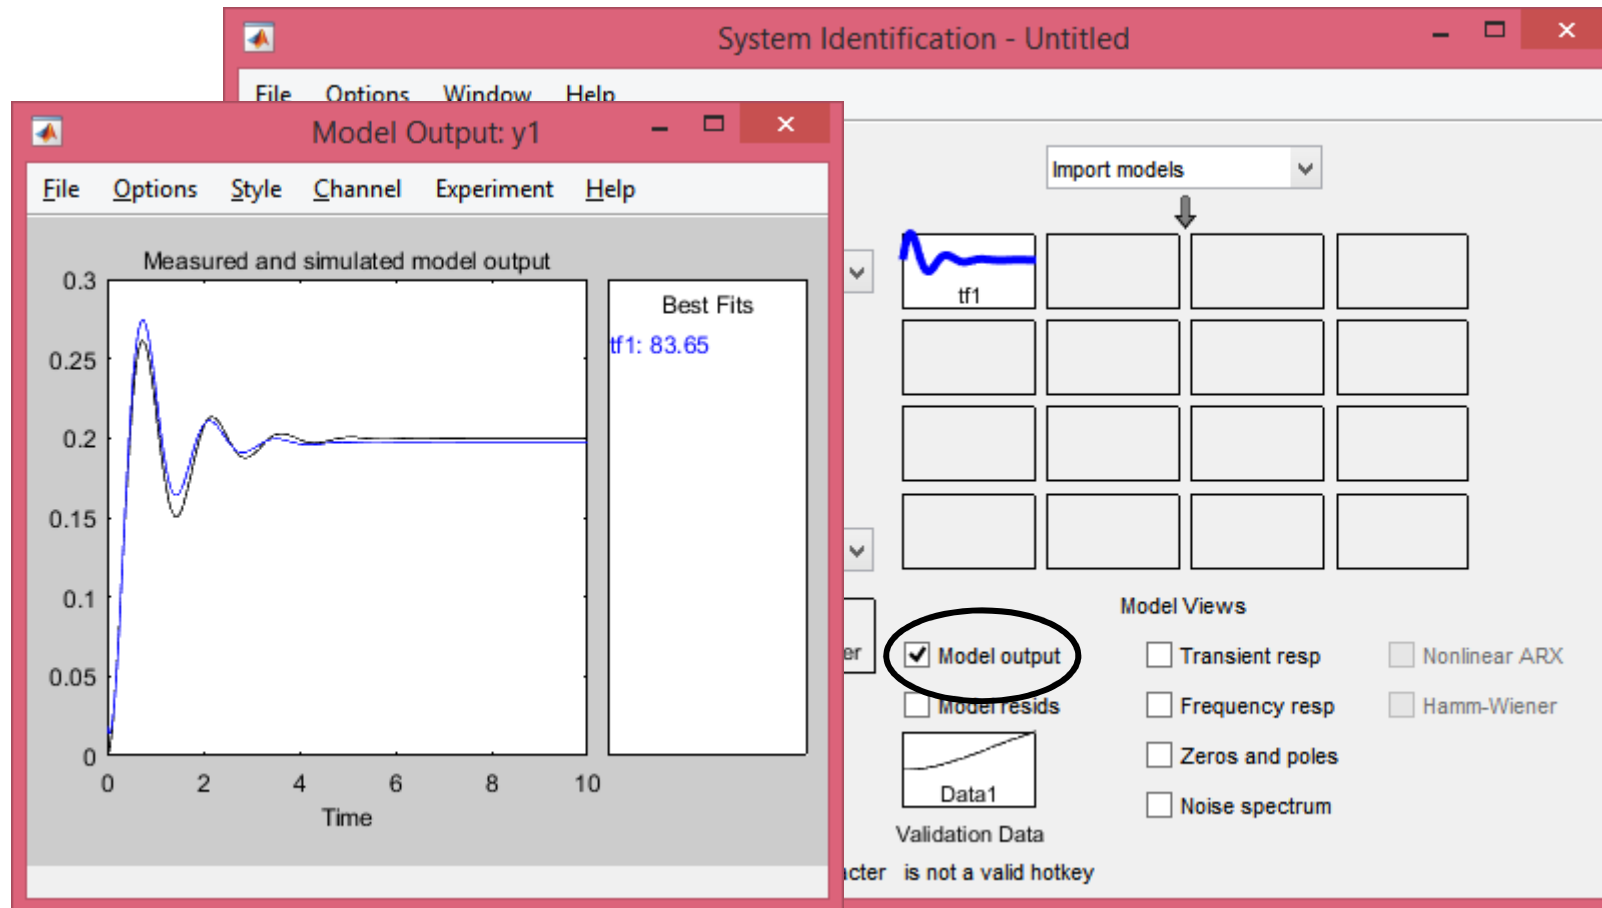 System Identification - Untitled
File Options Window Help
Model Output: y1
File Options Style Channel Experiment Help
Measured and simulated model output
0.3
0.25
0.2
0.15
0.1
0.05
0
0 2 4 6 8 10
Time
Best Fits
tf1: 83.65
Import models
tf1
Model Views
er
Model output
Transient resp
Nonlinear ARX
Model resids
Frequency resp
Hamm-Wiener
Zeros and poles
Data1
Noise spectrum
Validation Data
acter is not a valid hotkey